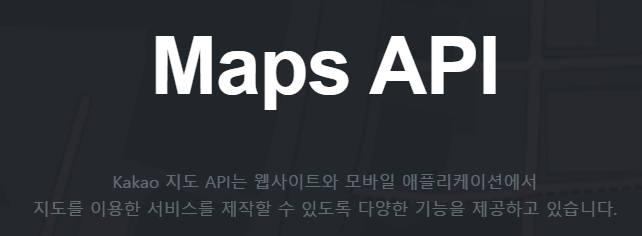 Maps API
Kakao 지도 API는 웹사이트와 모바일 애플리케이션에서
지도를 이용한 서비스를 제작할 수 있도록 다양한 기능을 제공하고 있습니다.